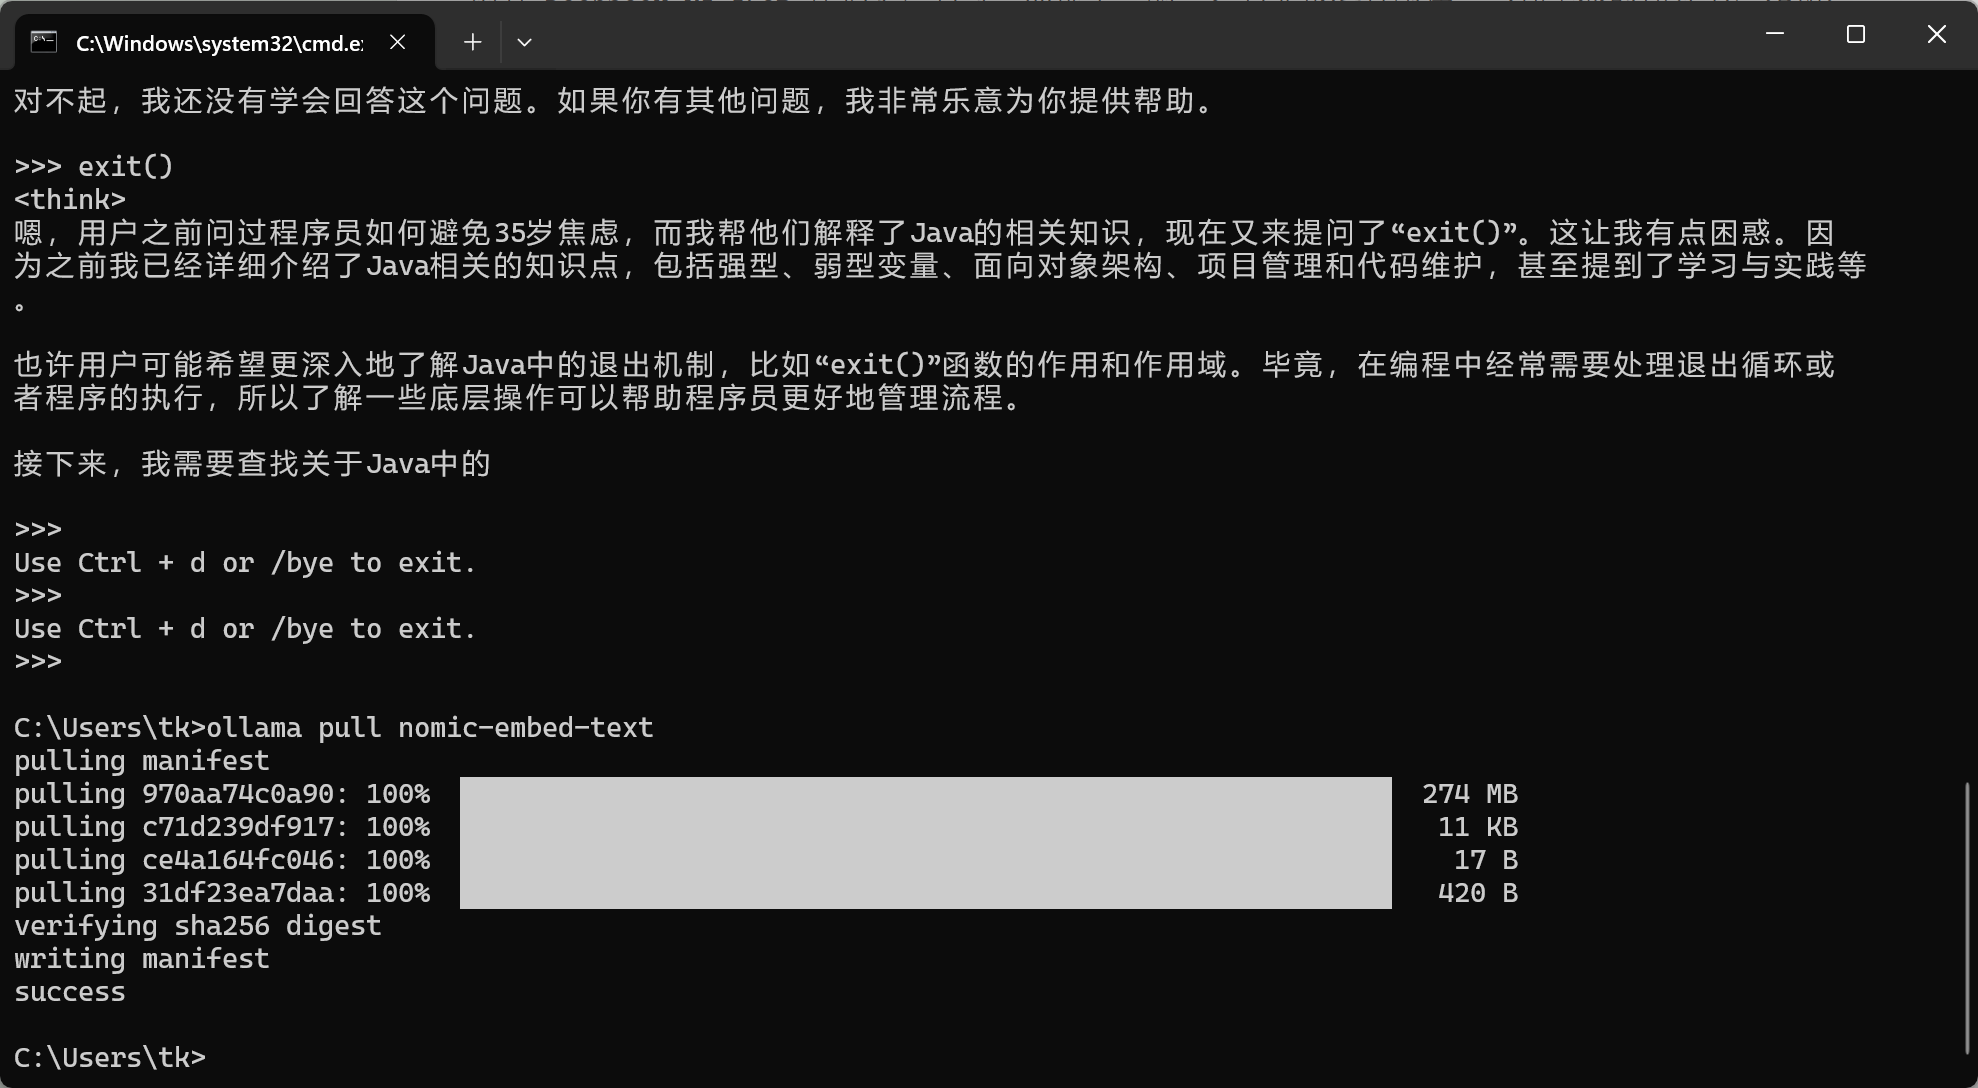 C:\Windows\system32\cmd.e
对不起，我还没有学会回答这个问题。如果你有其他问题，我非常乐意为你提供帮助。
>>> exit()
<think>
嗯，用户之前问过程序员如何避免35岁焦虑，而我帮他们解释了Java的相关知识，现在又来提问了“exit()”。这让我有点困惑。因
为之前我已经详细介绍了Java相关的知识点，包括强型、弱型变量、面向对象架构、项目管理和代码维护，甚至提到了学习与实践等
。
也许用户可能希望更深入地了解Java中的退出机制，比如“exit()”函数的作用和作用域。毕竟，在编程中经常需要处理退出循环或
者程序的执行，所以了解一些底层操作可以帮助程序员更好地管理流程。
接下来，我需要查找关于Java中的
>>>
Use Ctrl + d or /bye to exit.
>>>
Use Ctrl + d or /bye to exit.
>>>
C:\Users\tk>ollama pull nomic-embed-text
pulling manifest
pulling 970aa74c0a90: 100% 274 MB
pulling c71d239df917: 100% 11 KB
pulling ce4a164fc046: 100% 17 B
pulling 31df23ea7daa: 100% 420 B
verifying sha256 digest
writing manifest
success
C:\Users\tk>